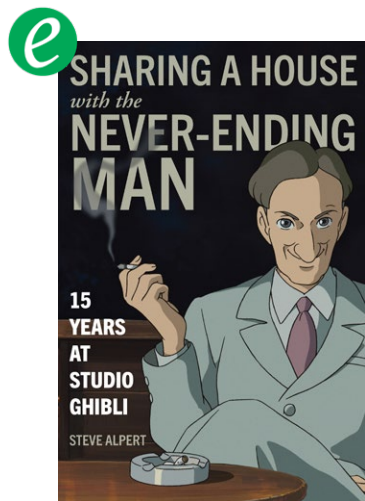 e
SHARING A HOUSE
with the
NEVER-ENDING
MAN
15
YEARS
AT
STUDIO
GHIBLI
STEVE ALPERT